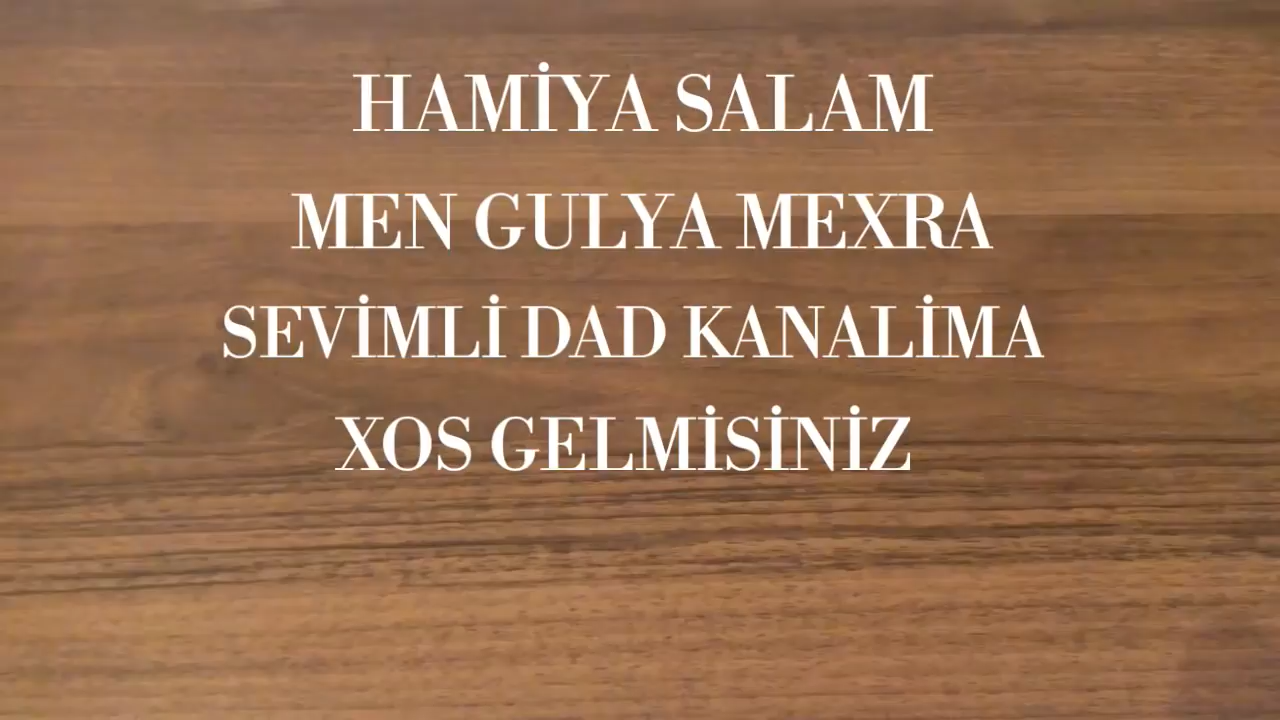 HAMİYA SALAM
MEN GULYA MEXRA
SEVİMLİ DAD KANALİMA
XOS GELMİSİNİZ